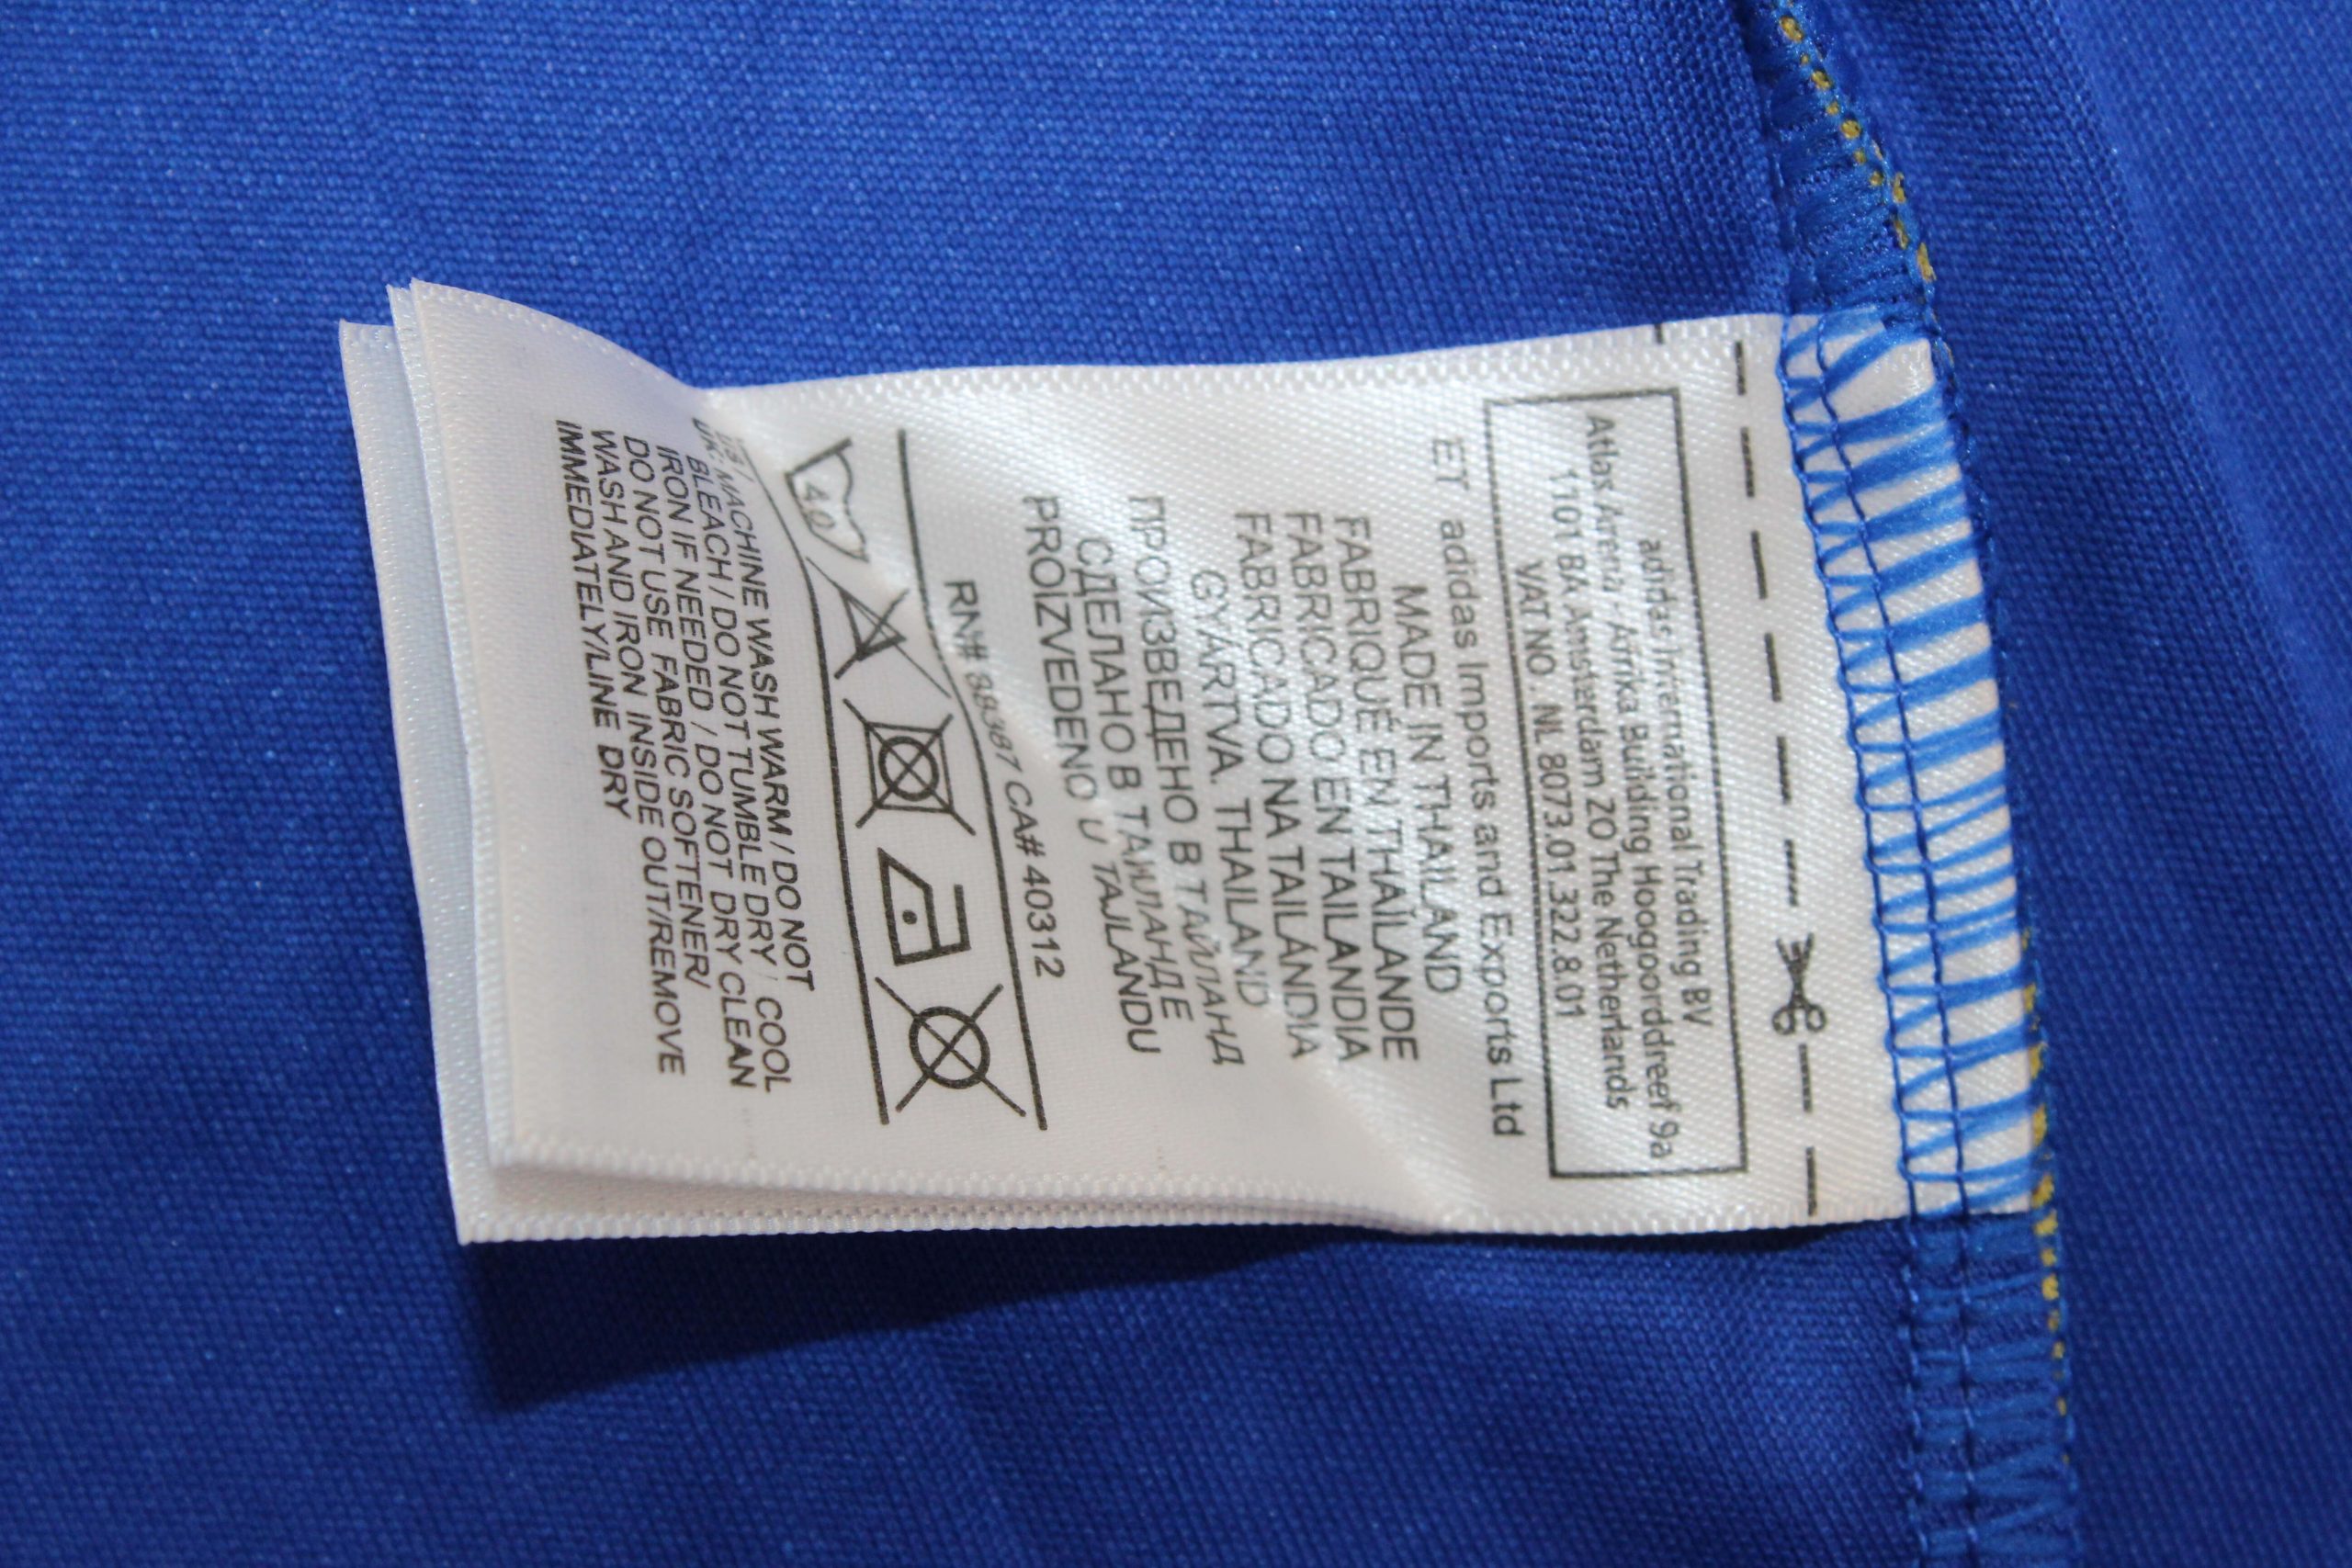 adidas International Trading BV
Atlas Arena - Afrika Building Hoogoorddreef 9a
1101 BA Amsterdam ZO The Netherlands
VAT NO. NL 8073.01.322.8.01
ET adidas Imports and Exports Ltd
MADE IN THAILAND
FABRIQUÉ EN THAÏLANDE
FABRICADO EN TAILANDIA
FABRICADO NA TAILÂNDIA
GYÁRTVA. THAILAND
ПРОИЗВЕДЕНО В ТАЙЛАНД
СДЕЛАНО В ТАИЛАНДЕ
PROIZVEDENO U TAJLANDU
RN# 88387 CA# 40312
40
UK: MACHINE WASH WARM / DO NOT
BLEACH / DO NOT TUMBLE DRY / COOL
IRON IF NEEDED / DO NOT DRY CLEAN
DO NOT USE FABRIC SOFTENER/
WASH AND IRON INSIDE OUT/REMOVE
IMMEDIATELY/LINE DRY